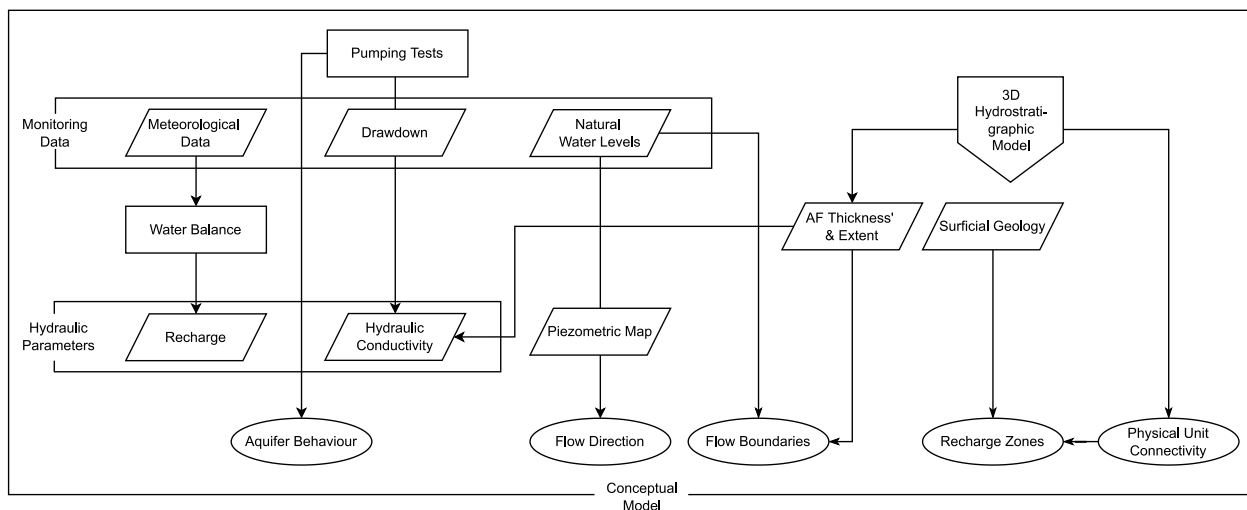 Pumping Tests
3D
Hydrostrati-
graphic
Model
Monitoring
Data
Meteorological
Data
Drawdown
Natural
Water Levels
Water Balance
AF Thickness'
& Extent
Surficial Geology
Hydraulic
Parameters
Recharge
Hydraulic
Conductivity
Piezometric Map
Aquifer Behaviour
Flow Direction
Flow Boundaries
Recharge Zones
Physical Unit
Connectivity
Conceptual
Model